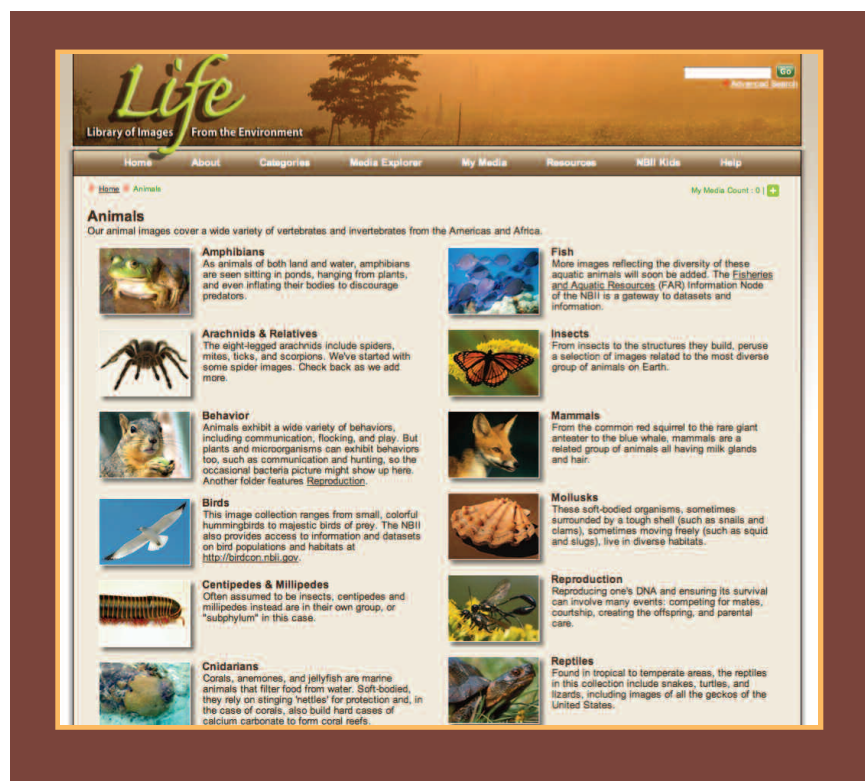 Life
Library of Images From the Environment
Go
Advanced Search
Home About Categories Media Explorer My Media Resources NBII Kids Help
Home Animals
My Media Count : 0 |
Animals
Our animal images cover a wide variety of vertebrates and invertebrates from the Americas and Africa.
Amphibians
As animals of both land and water, amphibians
are seen sitting in ponds, hanging from plants,
and even inflating their bodies to discourage
predators.
Arachnids & Relatives
The eight-legged arachnids include spiders,
mites, ticks, and scorpions. We've started with
some spider images. Check back as we add
more.
Behavior
Animals exhibit a wide variety of behaviors,
including communication, flocking, and play. But
plants and microorganisms can exhibit behaviors
too, such as communication and hunting, so the
occasional bacteria picture might show up here.
Another folder features Reproduction.
Birds
This image collection ranges from small, colorful
hummingbirds to majestic birds of prey. The NBII
also provides access to information and datasets
on bird populations and habitats at
http://birdcon.nbii.gov.
Centipedes & Millipedes
Often assumed to be insects, centipedes and
millipedes instead are in their own group, or
"subphylum" in this case.
Cnidarians
Corals, anemones, and jellyfish are marine
animals that filter food from water. Soft-bodied,
they rely on stinging 'nettles' for protection and, in
the case of corals, also build hard cases of
calcium carbonate to form coral reefs.
Fish
More images reflecting the diversity of these
aquatic animals will soon be added. The Fisheries
and Aquatic Resources (FAR) Information Node
of the NBII is a gateway to datasets and
information.
Insects
From insects to the structures they build, peruse
a selection of images related to the most diverse
group of animals on Earth.
Mammals
From the common red squirrel to the rare giant
anteater to the blue whale, mammals are a
related group of animals all having milk glands
and hair.
Mollusks
These soft-bodied organisms, sometimes
surrounded by a tough shell (such as snails and
clams), sometimes moving freely (such as squid
and slugs), live in diverse habitats.
Reproduction
Reproducing one's DNA and ensuring its survival
can involve many events: competing for mates,
courtship, creating the offspring, and parental
care.
Reptiles
Found in tropical to temperate areas, the reptiles
in this collection include snakes, turtles, and
lizards, including images of all the geckos of the
United States.